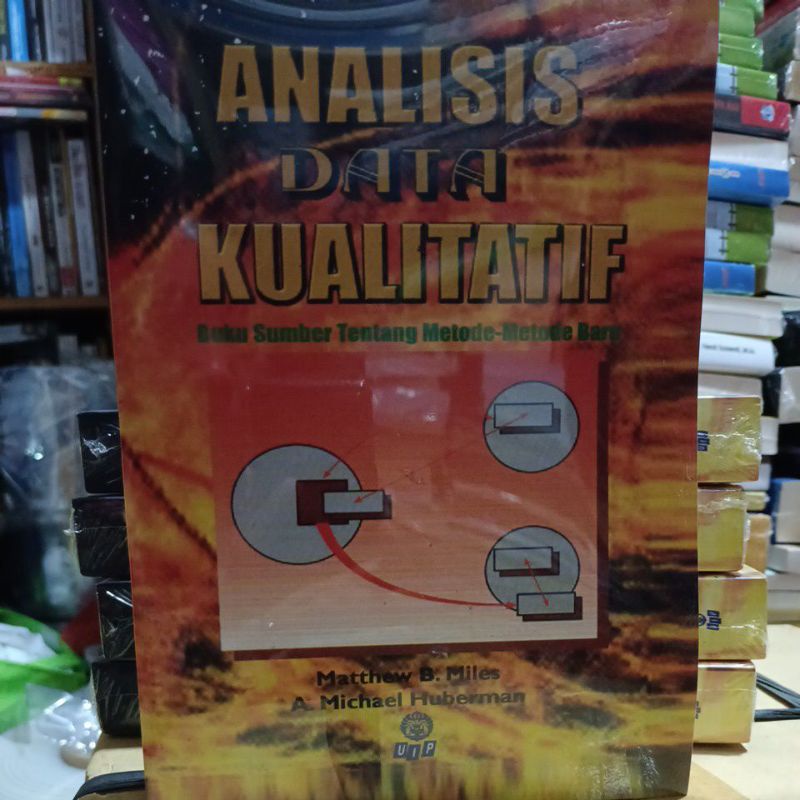 ANALISIS
DATA
KUALITATIF
Buku Sumber Tentang Metode-Metode Baru
Matthew B. Miles
A. Michael Huberman
UIP